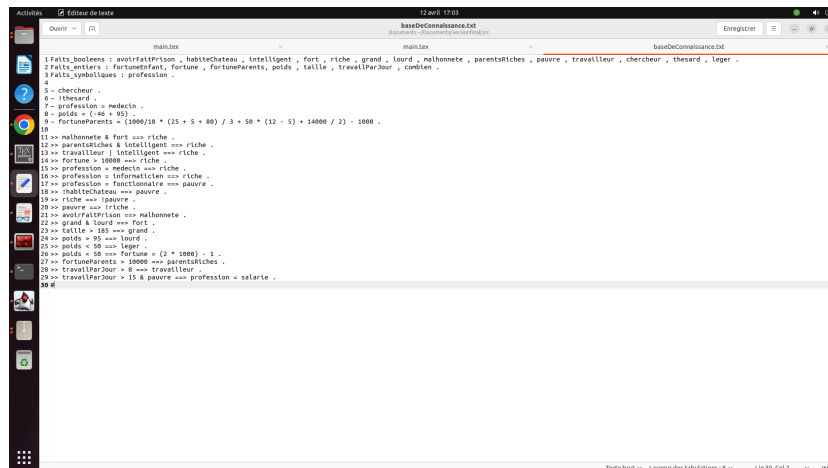 Activités Éditeur de texte 12 avril 17:03
Ouvrir baseDeConnaissance.txt Enregistrer
Documents ~/Documents/versionfinal/src
main.tex × main.tex × baseDeConnaissance.txt ×
1 Faits_booleens : avoirFaitPrison , habiteChateau , intelligent , fort , riche , grand , lourd , malhonnete , parentsRiches , pauvre , travailleur , chercheur , thesard , leger .
2 Faits_entiers : fortuneEnfant, fortune , fortuneParents, poids , taille , travailParJour , combien .
3 Faits_symboliques : profession .
4
5 - chercheur .
6 - !thesard .
7 - profession = medecin .
8 - poids = (-46 + 95) .
9 - fortuneParents = (1000/10 * (25 + 5 + 80) / 3 + 50 * (12 - 5) + 14000 / 2) - 1000 .
10
11 >> malhonnete & fort ==> riche .
12 >> parentsRiches & intelligent ==> riche .
13 >> travailleur | intelligent ==> riche .
14 >> fortune > 10000 ==> riche .
15 >> profession = medecin ==> riche .
16 >> profession = informaticien ==> riche .
17 >> profession = fonctionnaire ==> pauvre .
18 >> !habiteChateau ==> pauvre .
19 >> riche ==> !pauvre .
20 >> pauvre ==> !riche .
21 >> avoirFaitPrison ==> malhonnete .
22 >> grand & lourd ==> fort .
23 >> taille > 185 ==> grand .
24 >> poids > 95 ==> lourd .
25 >> poids < 50 ==> leger .
26 >> poids < 50 ==> fortune = (2 * 1000) - 1 .
27 >> fortuneParents > 10000 ==> parentsRiches .
28 >> travailParJour > 8 ==> travailleur .
29 >> travailParJour > 15 & pauvre ==> profession = salarie .
30 #